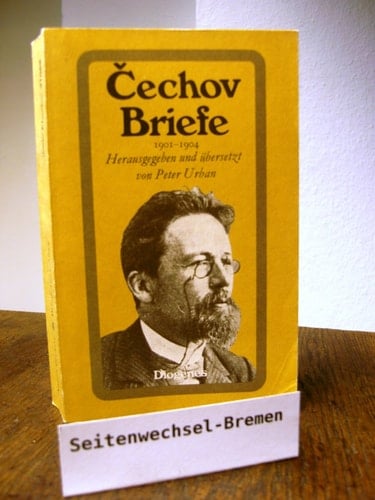 Čechov
Briefe
1901–1904
Herausgegeben und übersetzt
von Peter Urban
Diogenes
Seitenwechsel-Bremen